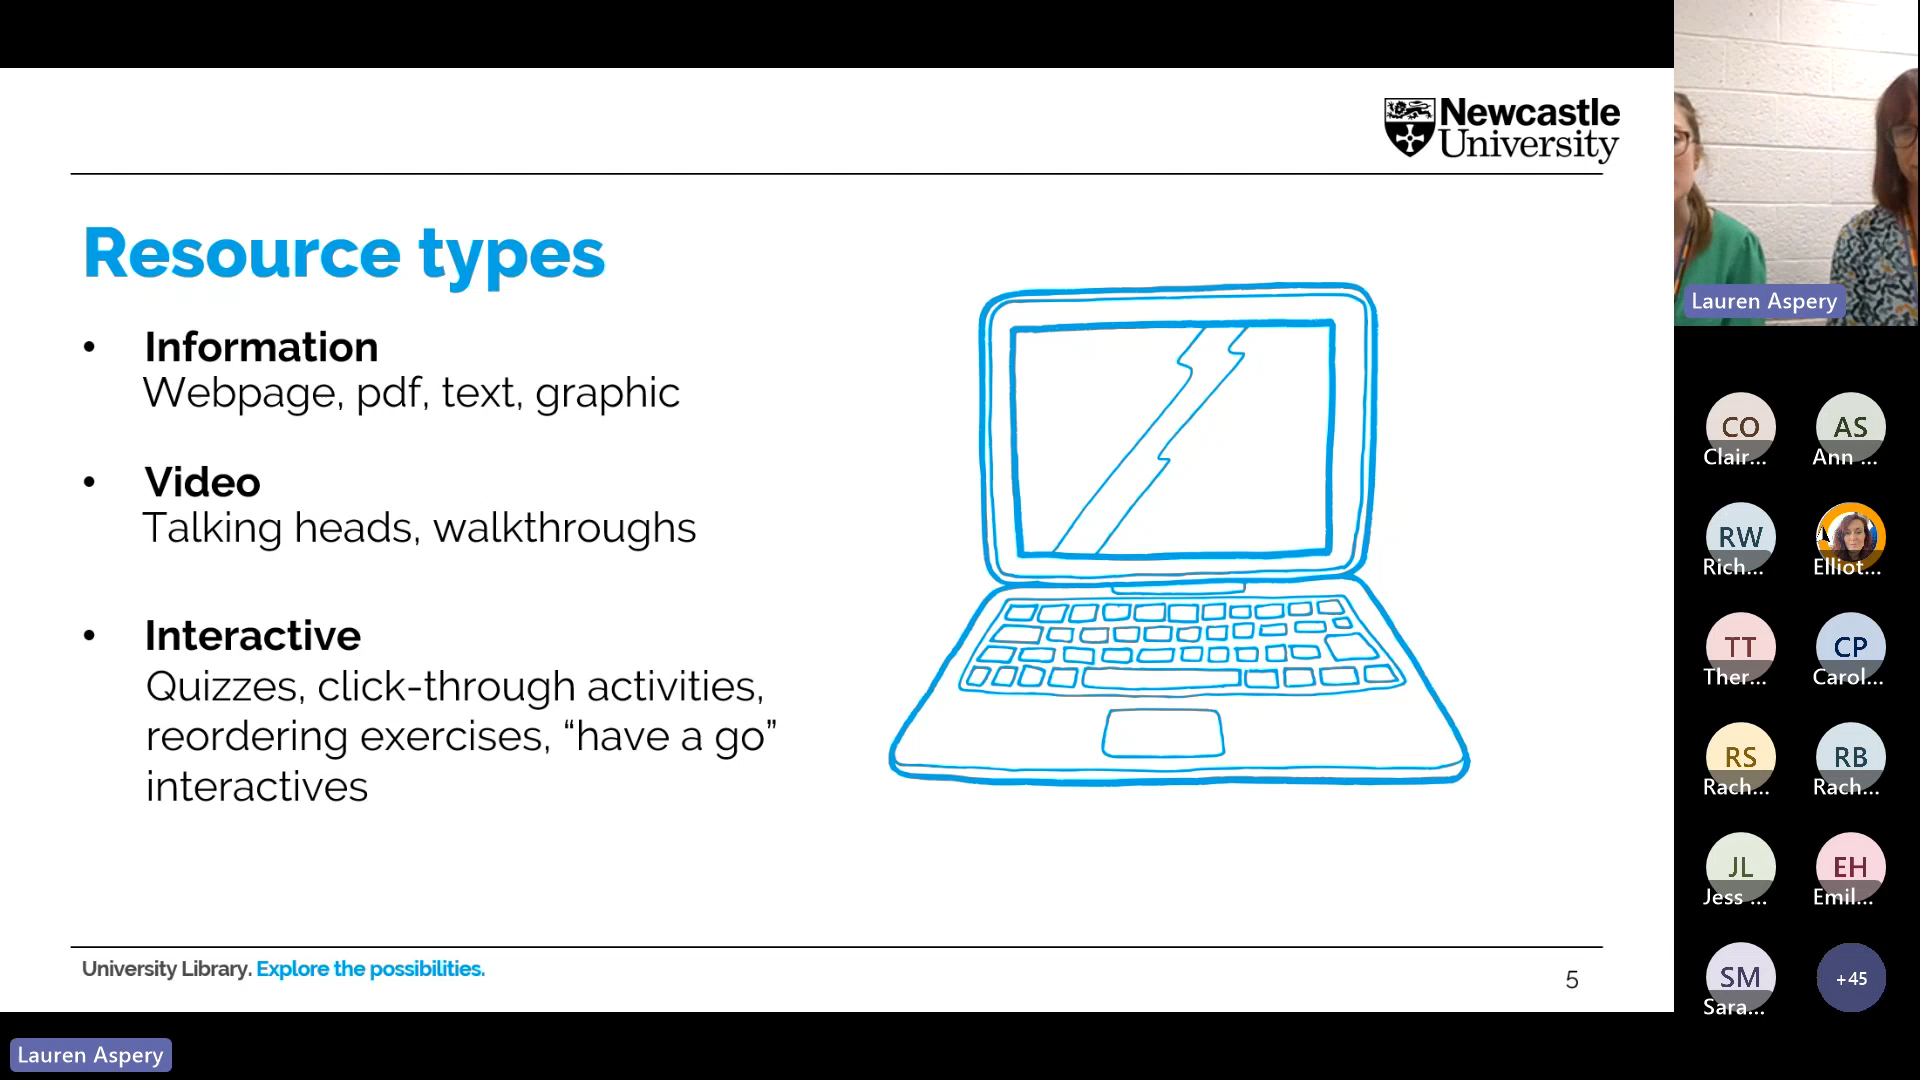 Newcastle
University
Resource types
• Information
Webpage, pdf, text, graphic
• Video
Talking heads, walkthroughs
• Interactive
Quizzes, click-through activities,
reordering exercises, “have a go”
interactives
University Library. Explore the possibilities.
5
Lauren Aspery
Lauren Aspery
CO
Clair...
AS
Ann ...
RW
Rich...
Elliot...
TT
Ther...
CP
Carol...
RS
Rach...
RB
Rach...
JL
Jess ...
EH
Emil...
SM
Sara...
+45